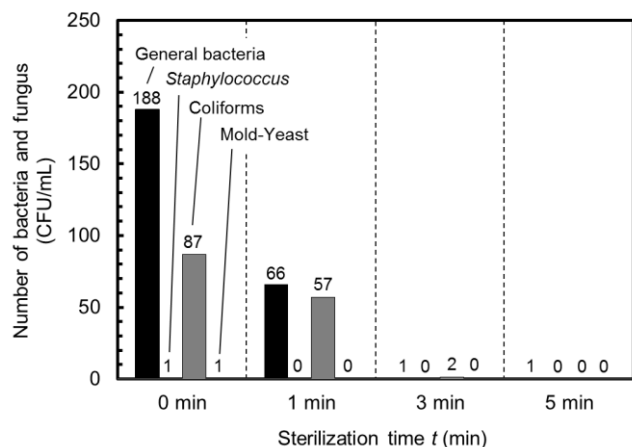 Number of bacteria and fungus
(CFU/mL)
250
200
150
100
50
0
General bacteria
Staphylococcus
Coliforms
Mold-Yeast
188
1
87
1
66
0
57
0
1
0
2
0
1
0
0
0
0 min
1 min
3 min
5 min
Sterilization time t (min)